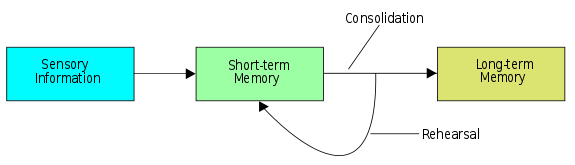 Consolidation
Sensory
Information
Short-term
Memory
Long-term
Memory
Rehearsal